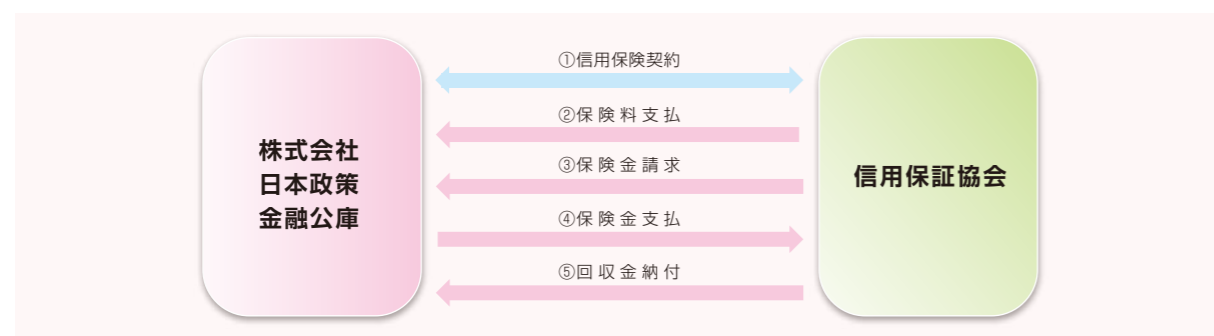 株式会社
日本政策
金融公庫
①信用保険契約
②保険料支払
③保険金請求
④保険金支払
⑤回収金納付
信用保証協会